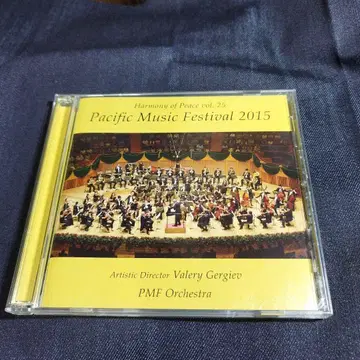 Harmony of Peace vol. 25
Pacific Music Festival 2015
Artistic Director Valery Gergiev
PMF Orchestra